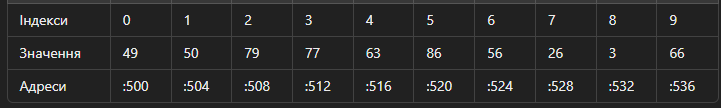 Індекси 0 1 2 3 4 5 6 7 8 9
Значення 49 50 79 77 63 86 56 26 3 66
Адреси :500 :504 :508 :512 :516 :520 :524 :528 :532 :536